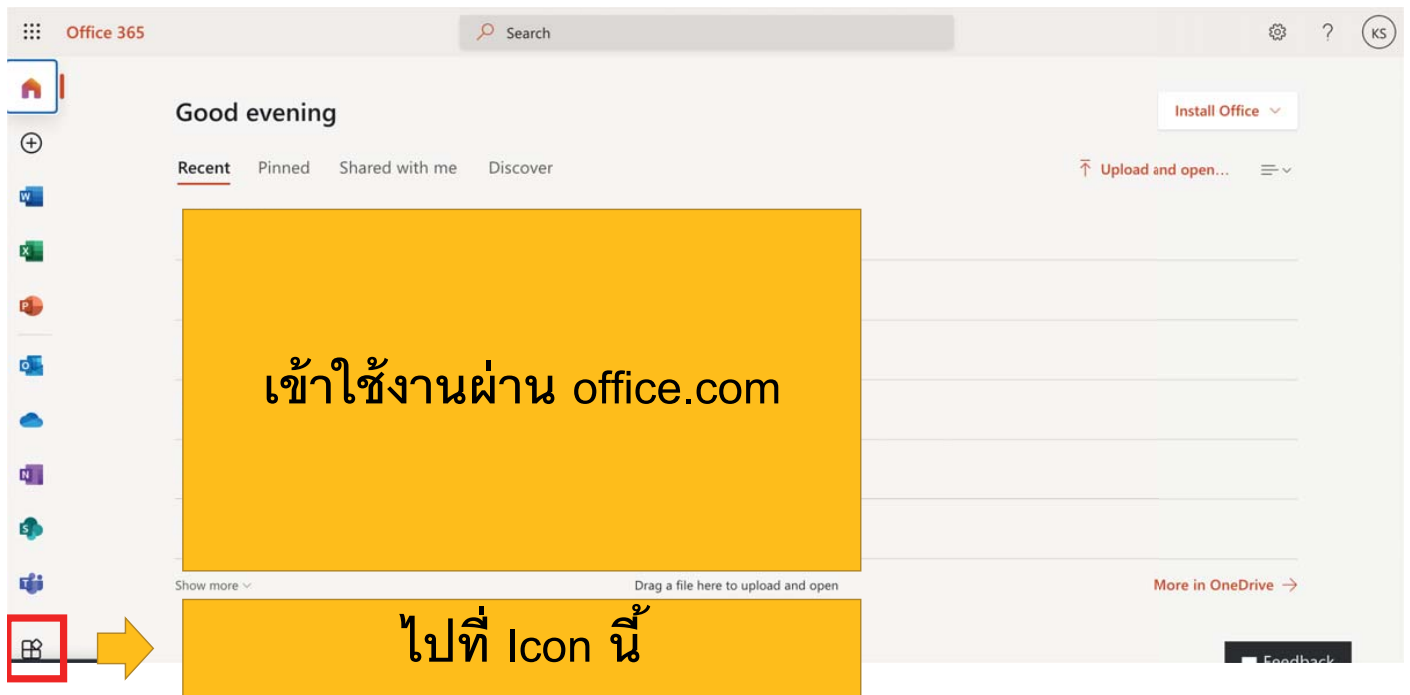 Office 365
Search
?
KS
Good evening
Install Office
Recent Pinned Shared with me Discover
Upload and open...
เข้าใช้งานผ่าน office.com
Show more
Drag a file here to upload and open
More in OneDrive →
ไปที่ Icon นี้
Feedback